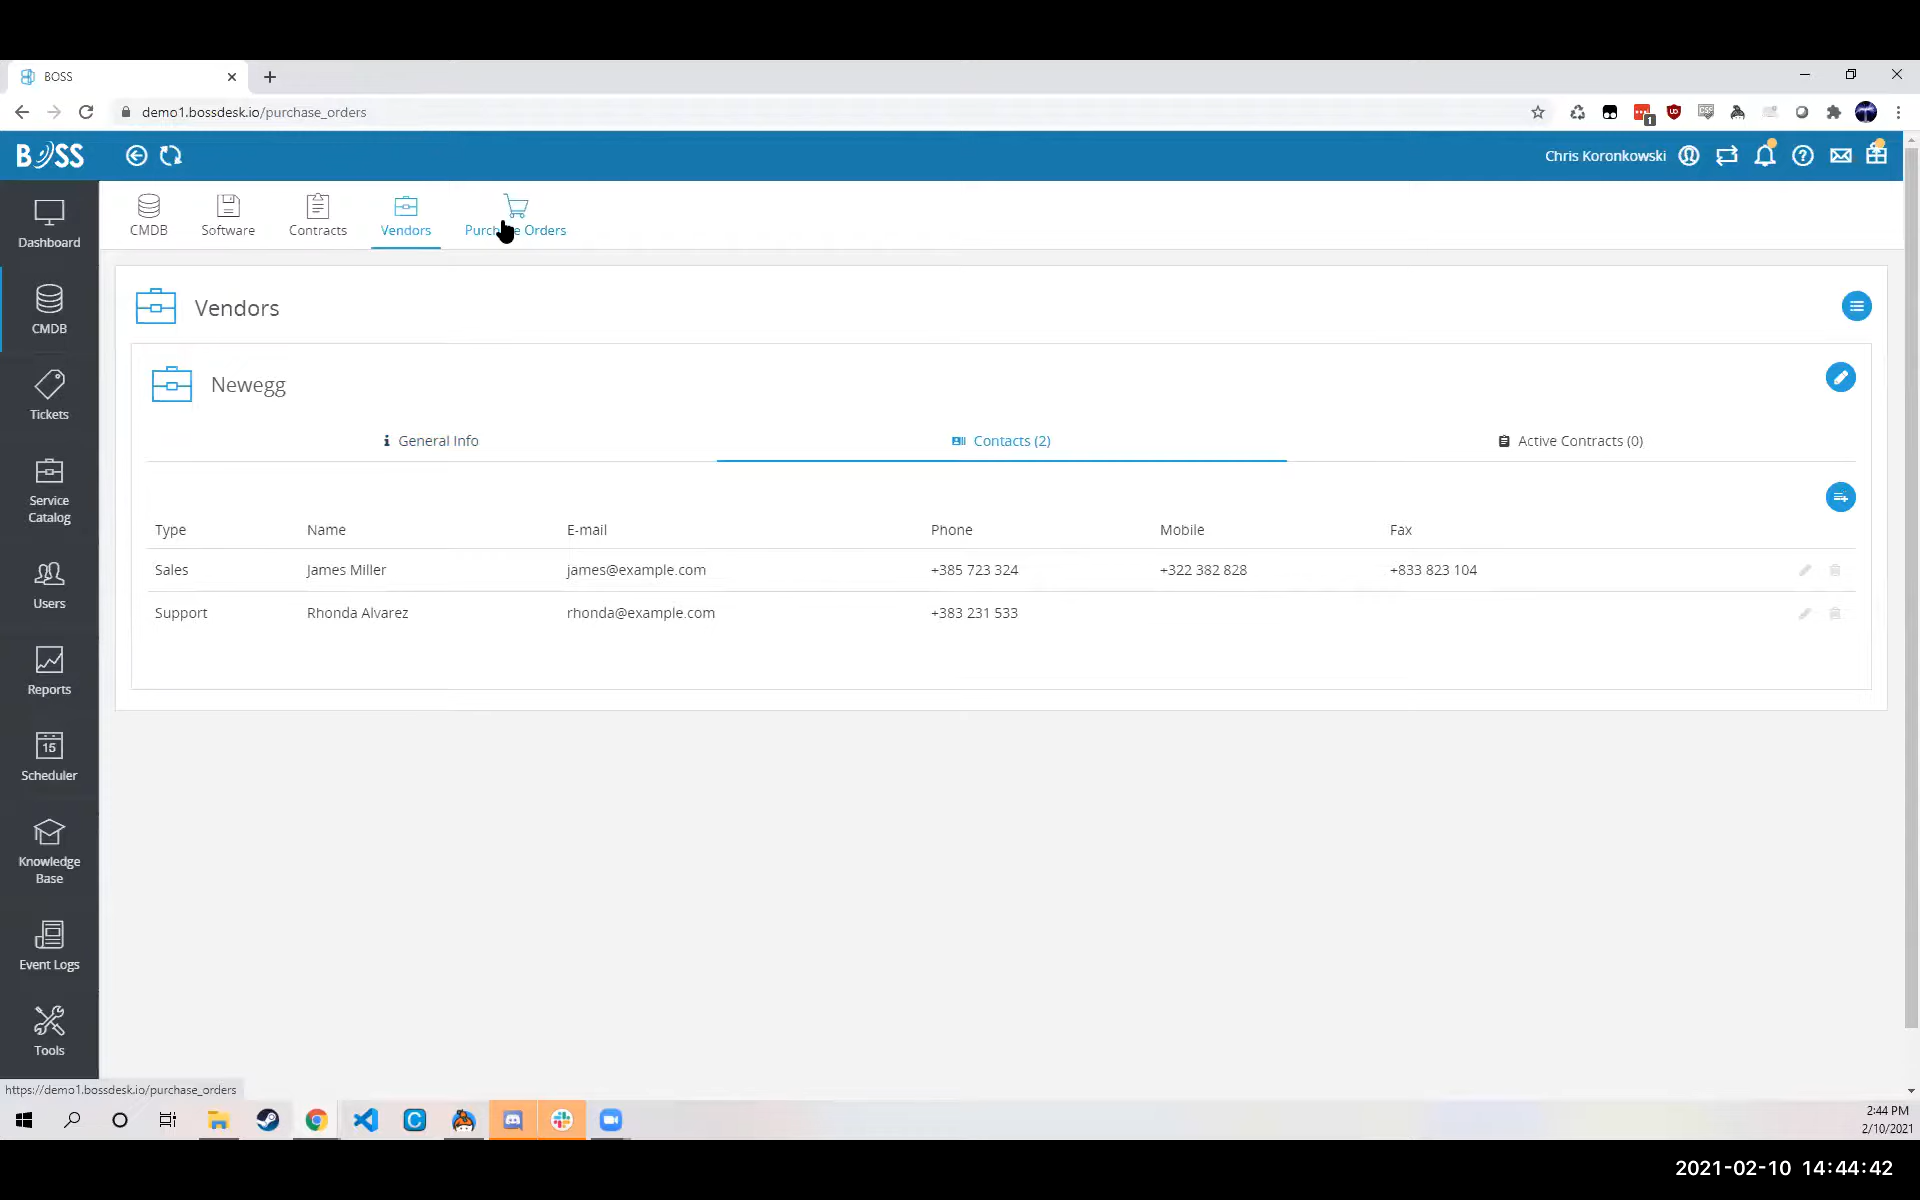 BOSS
demo1.bossdesk.io/purchase_orders
1
BOSS
Chris Koronkowski
CMDB
Software
Contracts
Vendors
Purch e Orders
Dashboard
CMDB
Tickets
Service
Catalog
Users
Reports
15
Scheduler
Knowledge
Base
Event Logs
Tools
Vendors
Newegg
General Info
Contacts (2)
Active Contracts (0)
Type Name E-mail Phone Mobile Fax
Sales James Miller james@example.com +385 723 324 +322 382 828 +833 823 104
Support Rhonda Alvarez rhonda@example.com +383 231 533
https://demo1.bossdesk.io/purchase_orders
2:44 PM
2/10/2021
2021-02-10 14:44:42